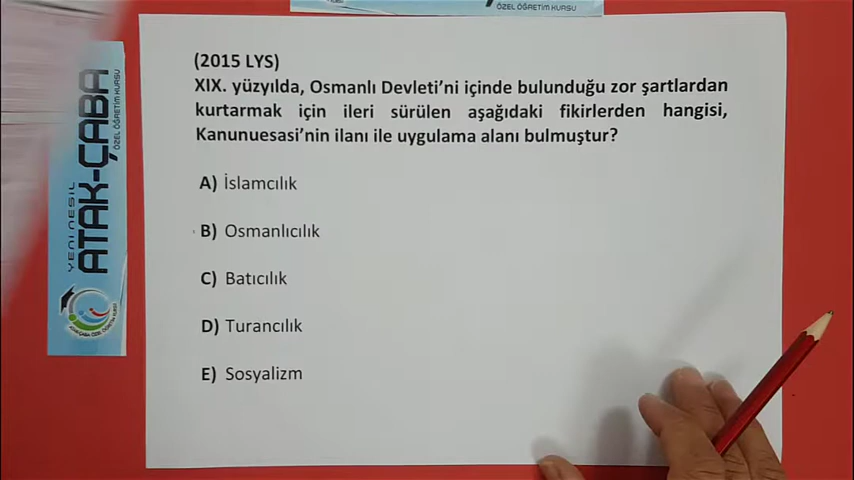 ÖZEL ÖĞRETİM KURSU
(2015 LYS)
XIX. yüzyılda, Osmanlı Devleti'ni içinde bulunduğu zor şartlardan
kurtarmak için ileri sürülen aşağıdaki fikirlerden hangisi,
Kanunuesasi'nin ilanı ile uygulama alanı bulmuştur?
A) İslamcılık
B) Osmanlıcılık
C) Batıcılık
D) Turancılık
E) Sosyalizm
YENİ NESİL
ATAK-ÇABA
ÖZEL ÖĞRETİM KURSU